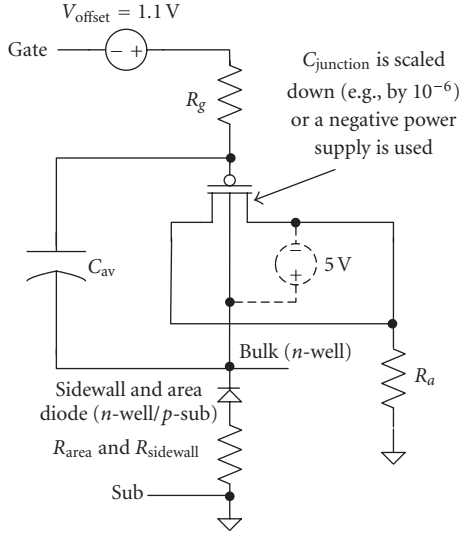 V_offset = 1.1 V
Gate
− +
R_g
C_junction is scaled
down (e.g., by 10^−6)
or a negative power
supply is used
−
+
5 V
C_av
Bulk (n-well)
Sidewall and area
diode (n-well/p-sub)
R_a
R_area and R_sidewall
Sub